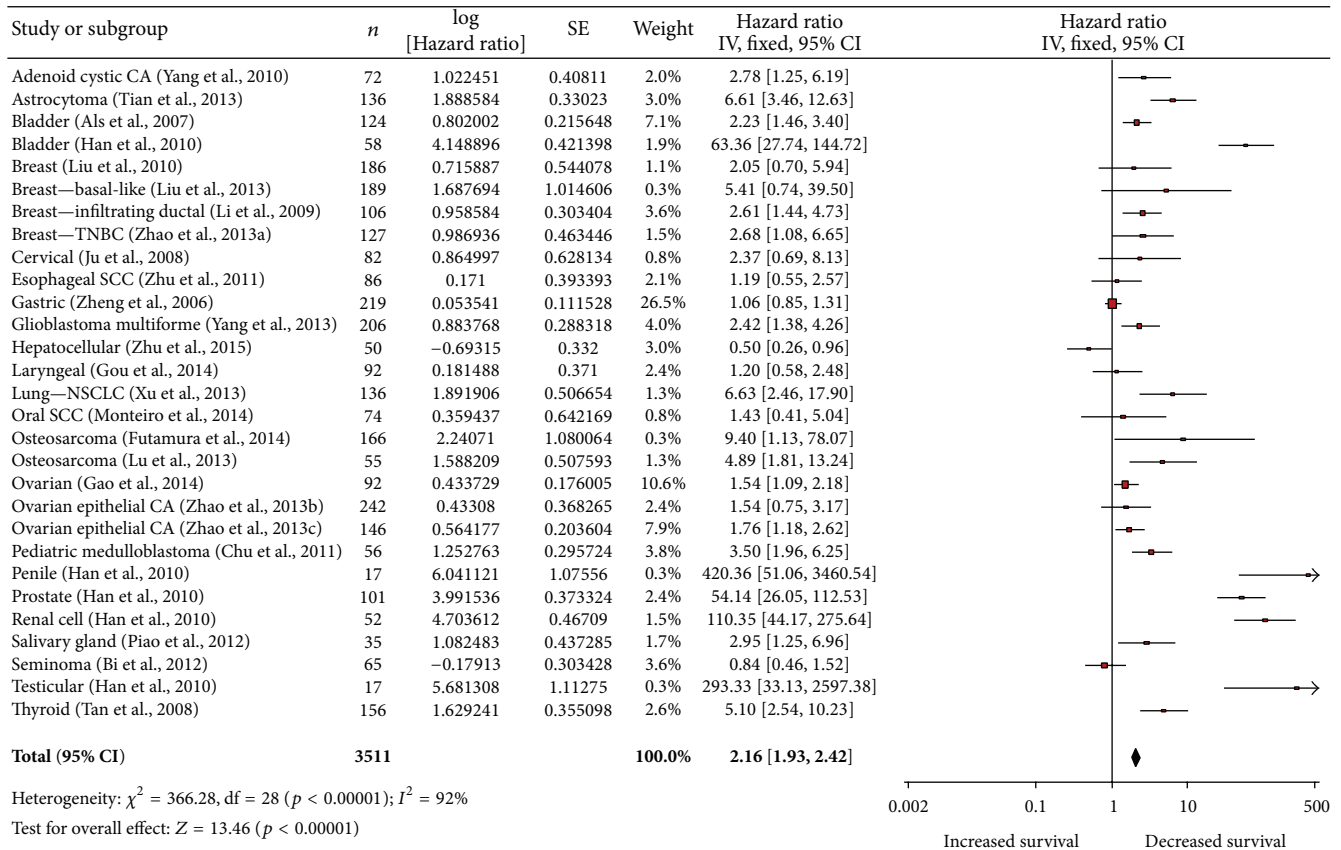 Study or subgroup n log [Hazard ratio] SE Weight Hazard ratio IV, fixed, 95% CI Hazard ratio IV, fixed, 95% CI
Adenoid cystic CA (Yang et al., 2010) 72 1.022451 0.40811 2.0% 2.78 [1.25, 6.19]
Astrocytoma (Tian et al., 2013) 136 1.888584 0.33023 3.0% 6.61 [3.46, 12.63]
Bladder (Als et al., 2007) 124 0.802002 0.215648 7.1% 2.23 [1.46, 3.40]
Bladder (Han et al., 2010) 58 4.148896 0.421398 1.9% 63.36 [27.74, 144.72]
Breast (Liu et al., 2010) 186 0.715887 0.544078 1.1% 2.05 [0.70, 5.94]
Breast—basal-like (Liu et al., 2013) 189 1.687694 1.014606 0.3% 5.41 [0.74, 39.50]
Breast—infiltrating ductal (Li et al., 2009) 106 0.958584 0.303404 3.6% 2.61 [1.44, 4.73]
Breast—TNBC (Zhao et al., 2013a) 127 0.986936 0.463446 1.5% 2.68 [1.08, 6.65]
Cervical (Ju et al., 2008) 82 0.864997 0.628134 0.8% 2.37 [0.69, 8.13]
Esophageal SCC (Zhu et al., 2011) 86 0.171 0.393393 2.1% 1.19 [0.55, 2.57]
Gastric (Zheng et al., 2006) 219 0.053541 0.111528 26.5% 1.06 [0.85, 1.31]
Glioblastoma multiforme (Yang et al., 2013) 206 0.883768 0.288318 4.0% 2.42 [1.38, 4.26]
Hepatocellular (Zhu et al., 2015) 50 −0.69315 0.332 3.0% 0.50 [0.26, 0.96]
Laryngeal (Gou et al., 2014) 92 0.181488 0.371 2.4% 1.20 [0.58, 2.48]
Lung—NSCLC (Xu et al., 2013) 136 1.891906 0.506654 1.3% 6.63 [2.46, 17.90]
Oral SCC (Monteiro et al., 2014) 74 0.359437 0.642169 0.8% 1.43 [0.41, 5.04]
Osteosarcoma (Futamura et al., 2014) 166 2.24071 1.080064 0.3% 9.40 [1.13, 78.07]
Osteosarcoma (Lu et al., 2013) 55 1.588209 0.507593 1.3% 4.89 [1.81, 13.24]
Ovarian (Gao et al., 2014) 92 0.433729 0.176005 10.6% 1.54 [1.09, 2.18]
Ovarian epithelial CA (Zhao et al., 2013b) 242 0.43308 0.368265 2.4% 1.54 [0.75, 3.17]
Ovarian epithelial CA (Zhao et al., 2013c) 146 0.564177 0.203604 7.9% 1.76 [1.18, 2.62]
Pediatric medulloblastoma (Chu et al., 2011) 56 1.252763 0.295724 3.8% 3.50 [1.96, 6.25]
Penile (Han et al., 2010) 17 6.041121 1.07556 0.3% 420.36 [51.06, 3460.54]
Prostate (Han et al., 2010) 101 3.991536 0.373324 2.4% 54.14 [26.05, 112.53]
Renal cell (Han et al., 2010) 52 4.703612 0.46709 1.5% 110.35 [44.17, 275.64]
Salivary gland (Piao et al., 2012) 35 1.082483 0.437285 1.7% 2.95 [1.25, 6.96]
Seminoma (Bi et al., 2012) 65 −0.17913 0.303428 3.6% 0.84 [0.46, 1.52]
Testicular (Han et al., 2010) 17 5.681308 1.11275 0.3% 293.33 [33.13, 2597.38]
Thyroid (Tan et al., 2008) 156 1.629241 0.355098 2.6% 5.10 [2.54, 10.23]
Total (95% CI) 3511 100.0% 2.16 [1.93, 2.42]
Heterogeneity: χ² = 366.28, df = 28 (p < 0.00001); I² = 92%
Test for overall effect: Z = 13.46 (p < 0.00001)
0.002 0.1 1 10 500
Increased survival Decreased survival